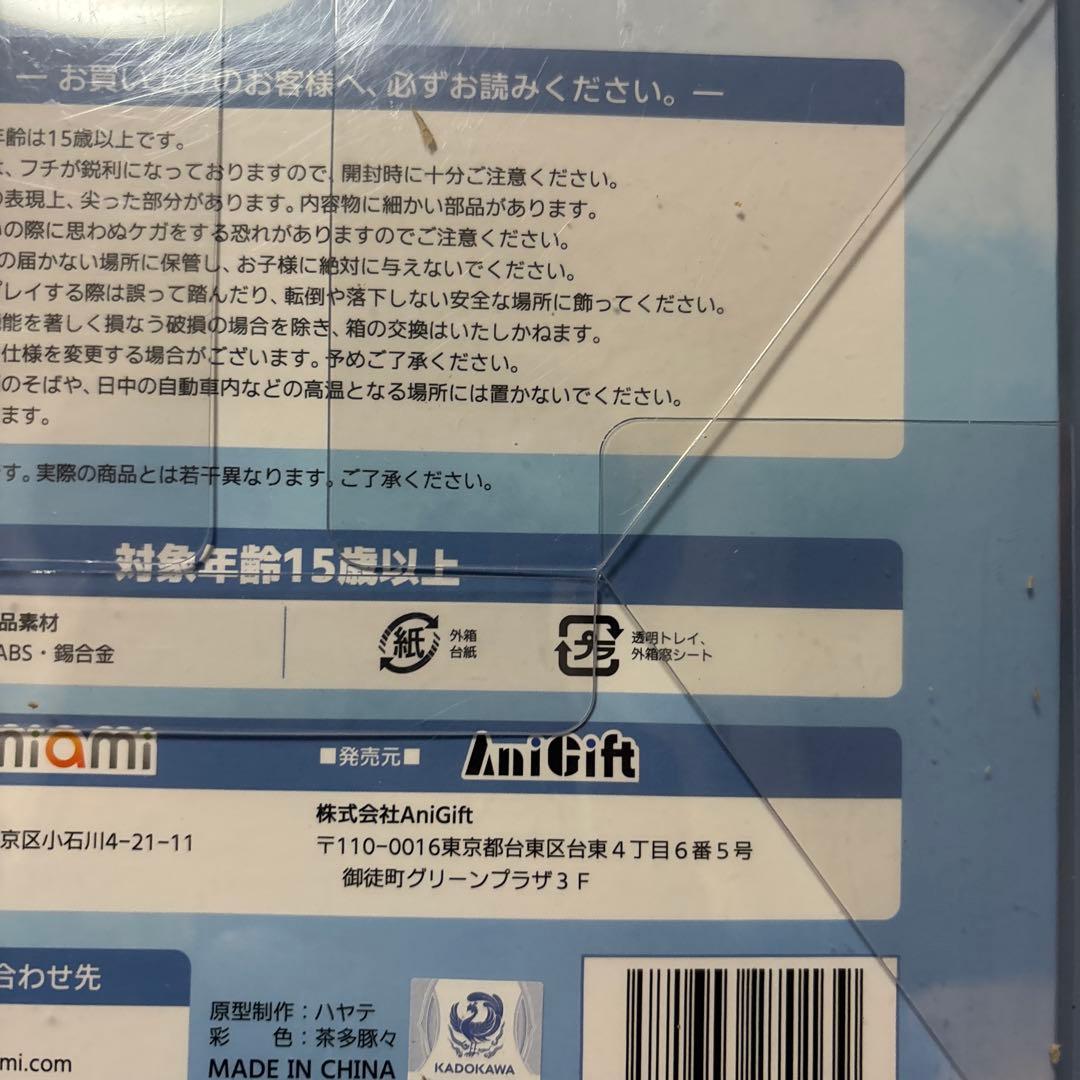 ― お買い上げのお客様へ、必ずお読みください。―
年齢は15歳以上です。
は、フチが鋭利になっておりますので、開封時に十分ご注意ください。
の表現上、尖った部分があります。内容物に細かい部品があります。
いの際に思わぬケガをする恐れがありますのでご注意ください。
の届かない場所に保管し、お子様に絶対に与えないでください。
プレイする際は誤って踏んだり、転倒や落下しない安全な場所に飾ってください。
機能を著しく損なう破損の場合を除き、箱の交換はいたしかねます。
仕様を変更する場合がございます。予めご了承ください。
のそばや、日中の自動車内などの高温となる場所には置かないでください。
ます。
です。実際の商品とは若干異なります。ご了承ください。
対象年齢15歳以上
品素材
ABS・錫合金
紙
外箱
台紙
プラ
透明トレイ、
外箱窓シート
miami
■発売元■
AniGift
株式会社AniGift
京区小石川4-21-11
〒110-0016東京都台東区台東４丁目６番５号
御徒町グリーンプラザ３Ｆ
合わせ先
mi.com
原型制作：ハヤテ
彩　色：茶多豚々
MADE IN CHINA
KADOKAWA